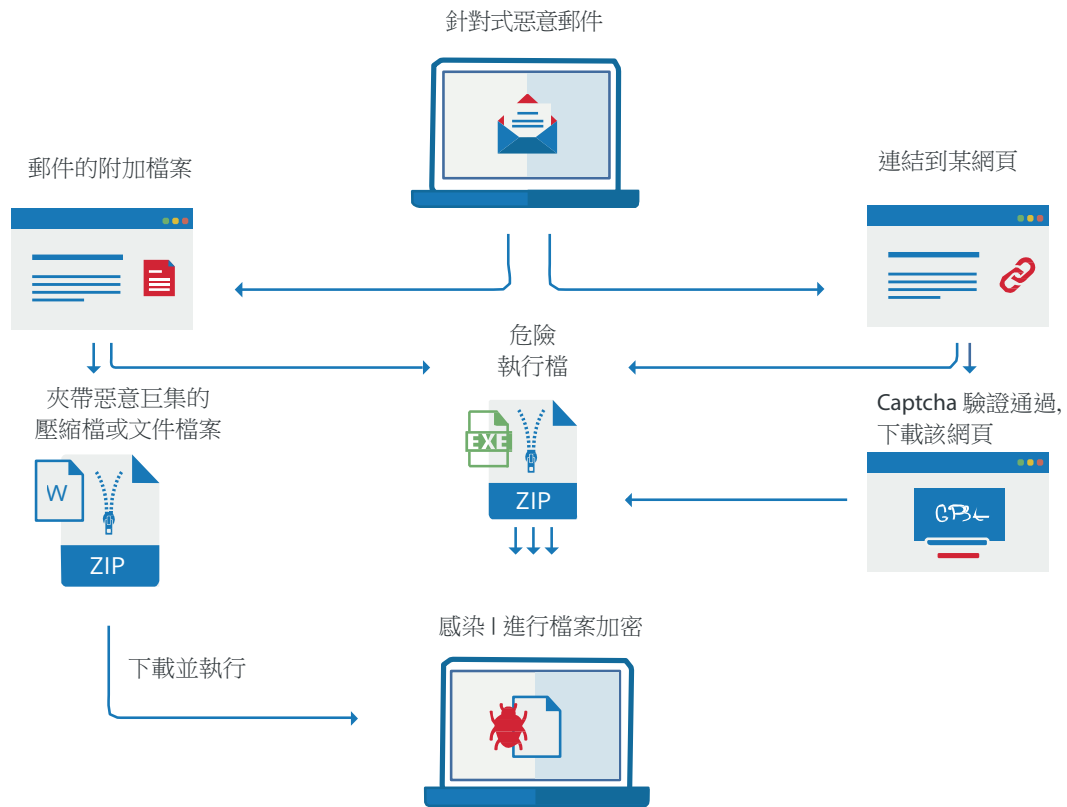 針對式惡意郵件
郵件的附加檔案
連結到某網頁
危險
執行檔
夾帶惡意巨集的
壓縮檔或文件檔案
Captcha 驗證通過,
下載該網頁
W
ZIP
EXE
ZIP
GBL
感染 | 進行檔案加密
下載並執行